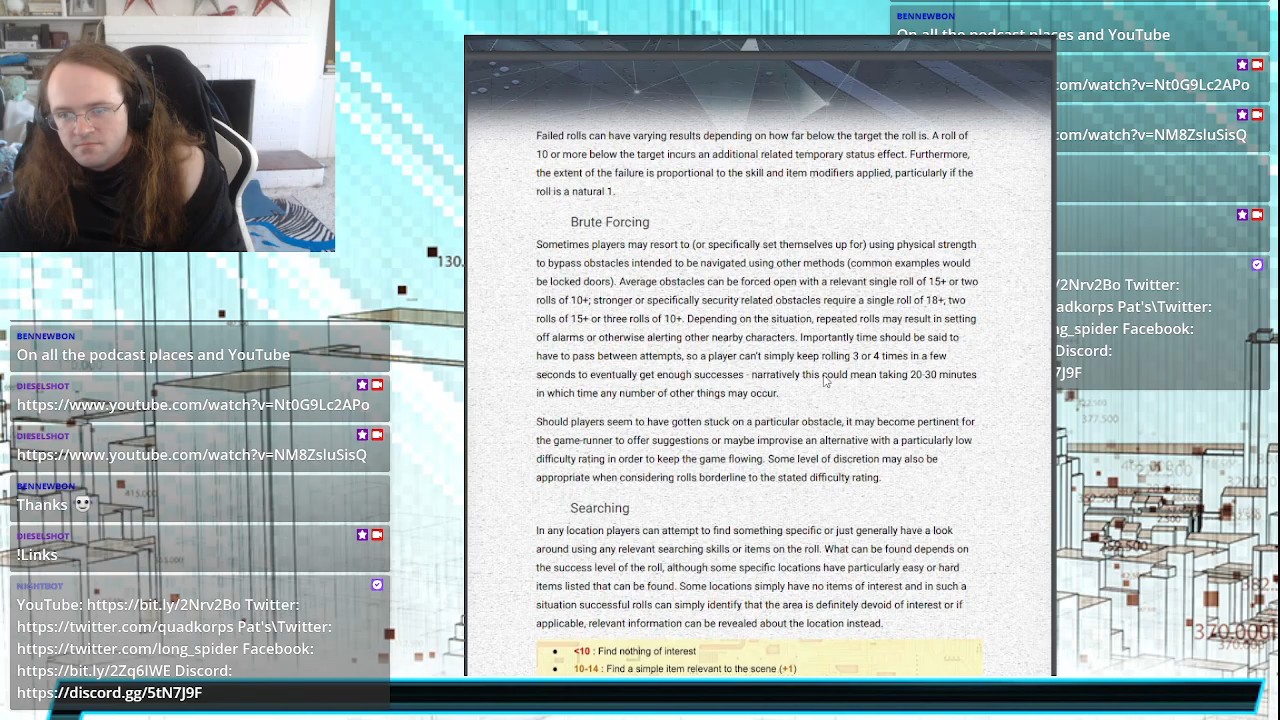 BENNEWBON
On all the podcast places and YouTube
DIESELSHOT
https://www.youtube.com/watch?v=Nt0G9Lc2APo
DIESELSHOT
https://www.youtube.com/watch?v=NM8ZsIuSisQ
BENNEWBON
Thanks
DIESELSHOT
!Links
NIGHTBOT
YouTube: https://bit.ly/2Nrv2Bo Twitter:
https://twitter.com/quadkorps Pat's\Twitter:
https://twitter.com/long_spider Facebook:
https://bit.ly/2Zq6IWE Discord:
https://discord.gg/5tN7J9F
130.
415.000
Failed rolls can have varying results depending on how far below the target the roll is. A roll of
10 or more below the target incurs an additional related temporary status effect. Furthermore,
the extent of the failure is proportional to the skill and item modifiers applied, particularly if the
roll is a natural 1.
Brute Forcing
Sometimes players may resort to (or specifically set themselves up for) using physical strength
to bypass obstacles intended to be navigated using other methods (common examples would
be locked doors). Average obstacles can be forced open with a relevant single roll of 15+ or two
rolls of 10+; stronger or specifically security related obstacles require a single roll of 18+, two
rolls of 15+ or three rolls of 10+. Depending on the situation, repeated rolls may result in setting
off alarms or otherwise alerting other nearby characters. Importantly time should be said to
have to pass between attempts, so a player can't simply keep rolling 3 or 4 times in a few
seconds to eventually get enough successes - narratively this could mean taking 20-30 minutes
in which time any number of other things may occur.
Should players seem to have gotten stuck on a particular obstacle, it may become pertinent for
the game-runner to offer suggestions or maybe improvise an alternative with a particularly low
difficulty rating in order to keep the game flowing. Some level of discretion may also be
appropriate when considering rolls borderline to the stated difficulty rating.
Searching
In any location players can attempt to find something specific or just generally have a look
around using any relevant searching skills or items on the roll. What can be found depends on
the success level of the roll, although some specific locations have particularly easy or hard
items listed that can be found. Some locations simply have no items of interest and in such a
situation successful rolls can simply identify that the area is definitely devoid of interest or if
applicable, relevant information can be revealed about the location instead.
<10 : Find nothing of interest
10-14 : Find a simple item relevant to the scene (+1)
BENNEWBON
On all the podcast places and YouTube
com/watch?v=Nt0G9Lc2APo
com/watch?v=NM8ZsIuSisQ
/2Nrv2Bo Twitter:
adkorps Pat's\Twitter:
ng_spider Facebook:
Discord:
7J9F
377.500
370.000